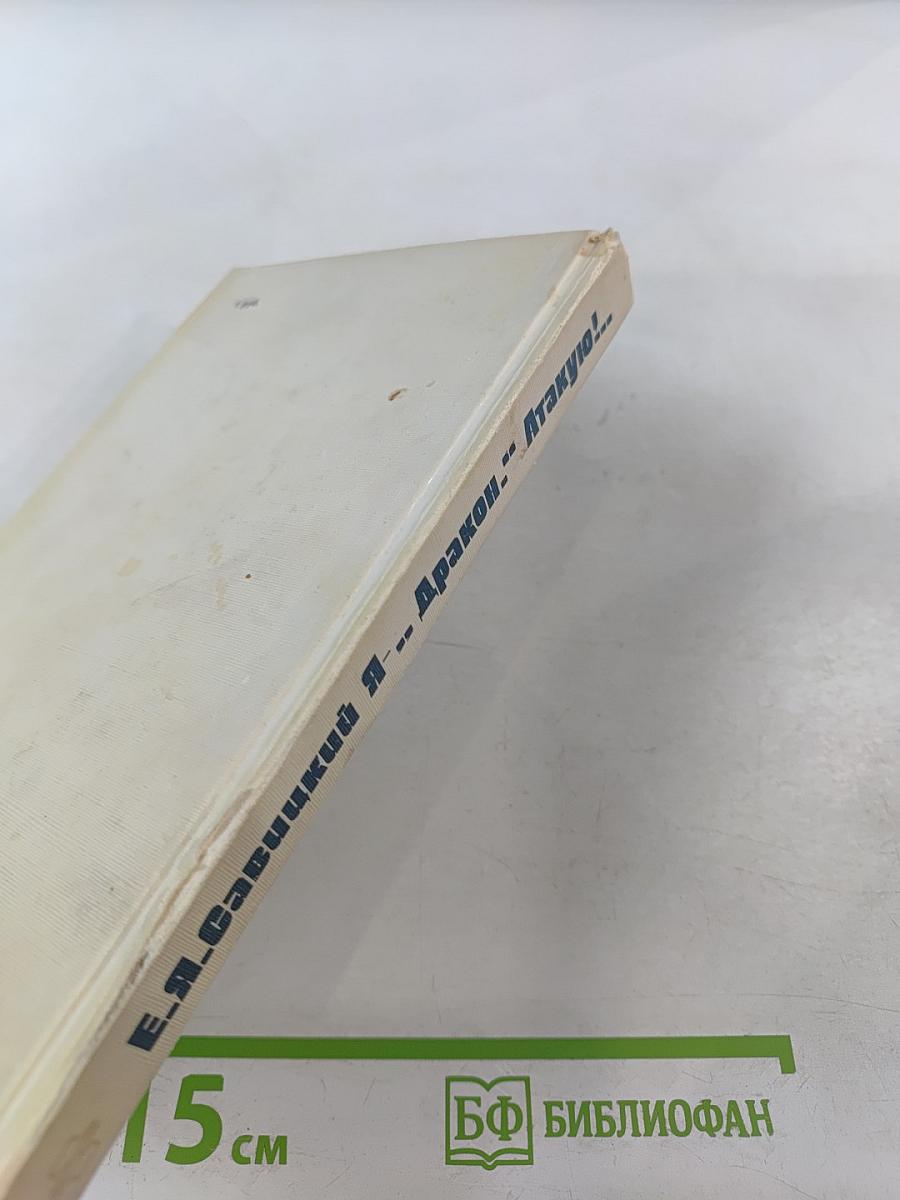 Е.Я.Савицкий Я — «Дракон». Атакую!..
15 см
БФ БИБЛИОФАН